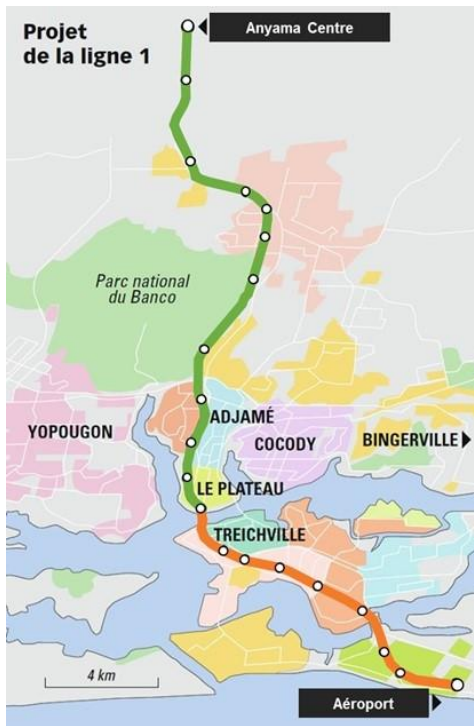 Projet
de la ligne 1
Anyama Centre
Parc national
du Banco
YOPOUGON
ADJAMÉ
COCODY
BINGERVILLE
LE PLATEAU
TREICHVILLE
4 km
Aéroport